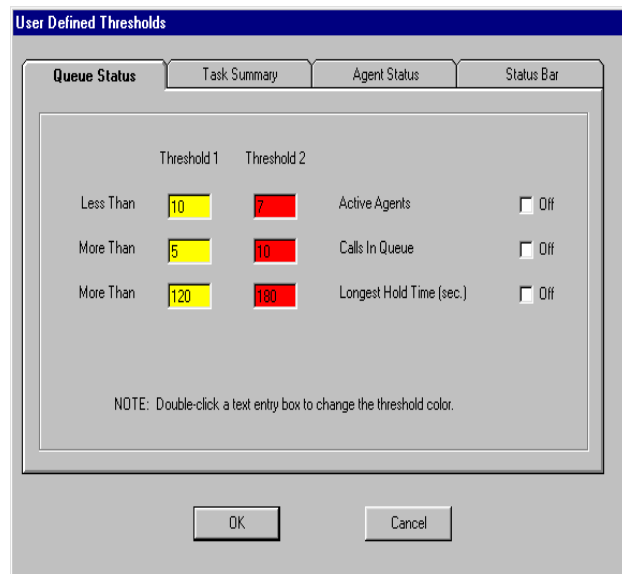 User Defined Thresholds
Queue Status Task Summary Agent Status Status Bar
Threshold 1 Threshold 2
Less Than 10 7 Active Agents Off
More Than 5 10 Calls In Queue Off
More Than 120 180 Longest Hold Time (sec.) Off
NOTE: Double-click a text entry box to change the threshold color.
OK Cancel